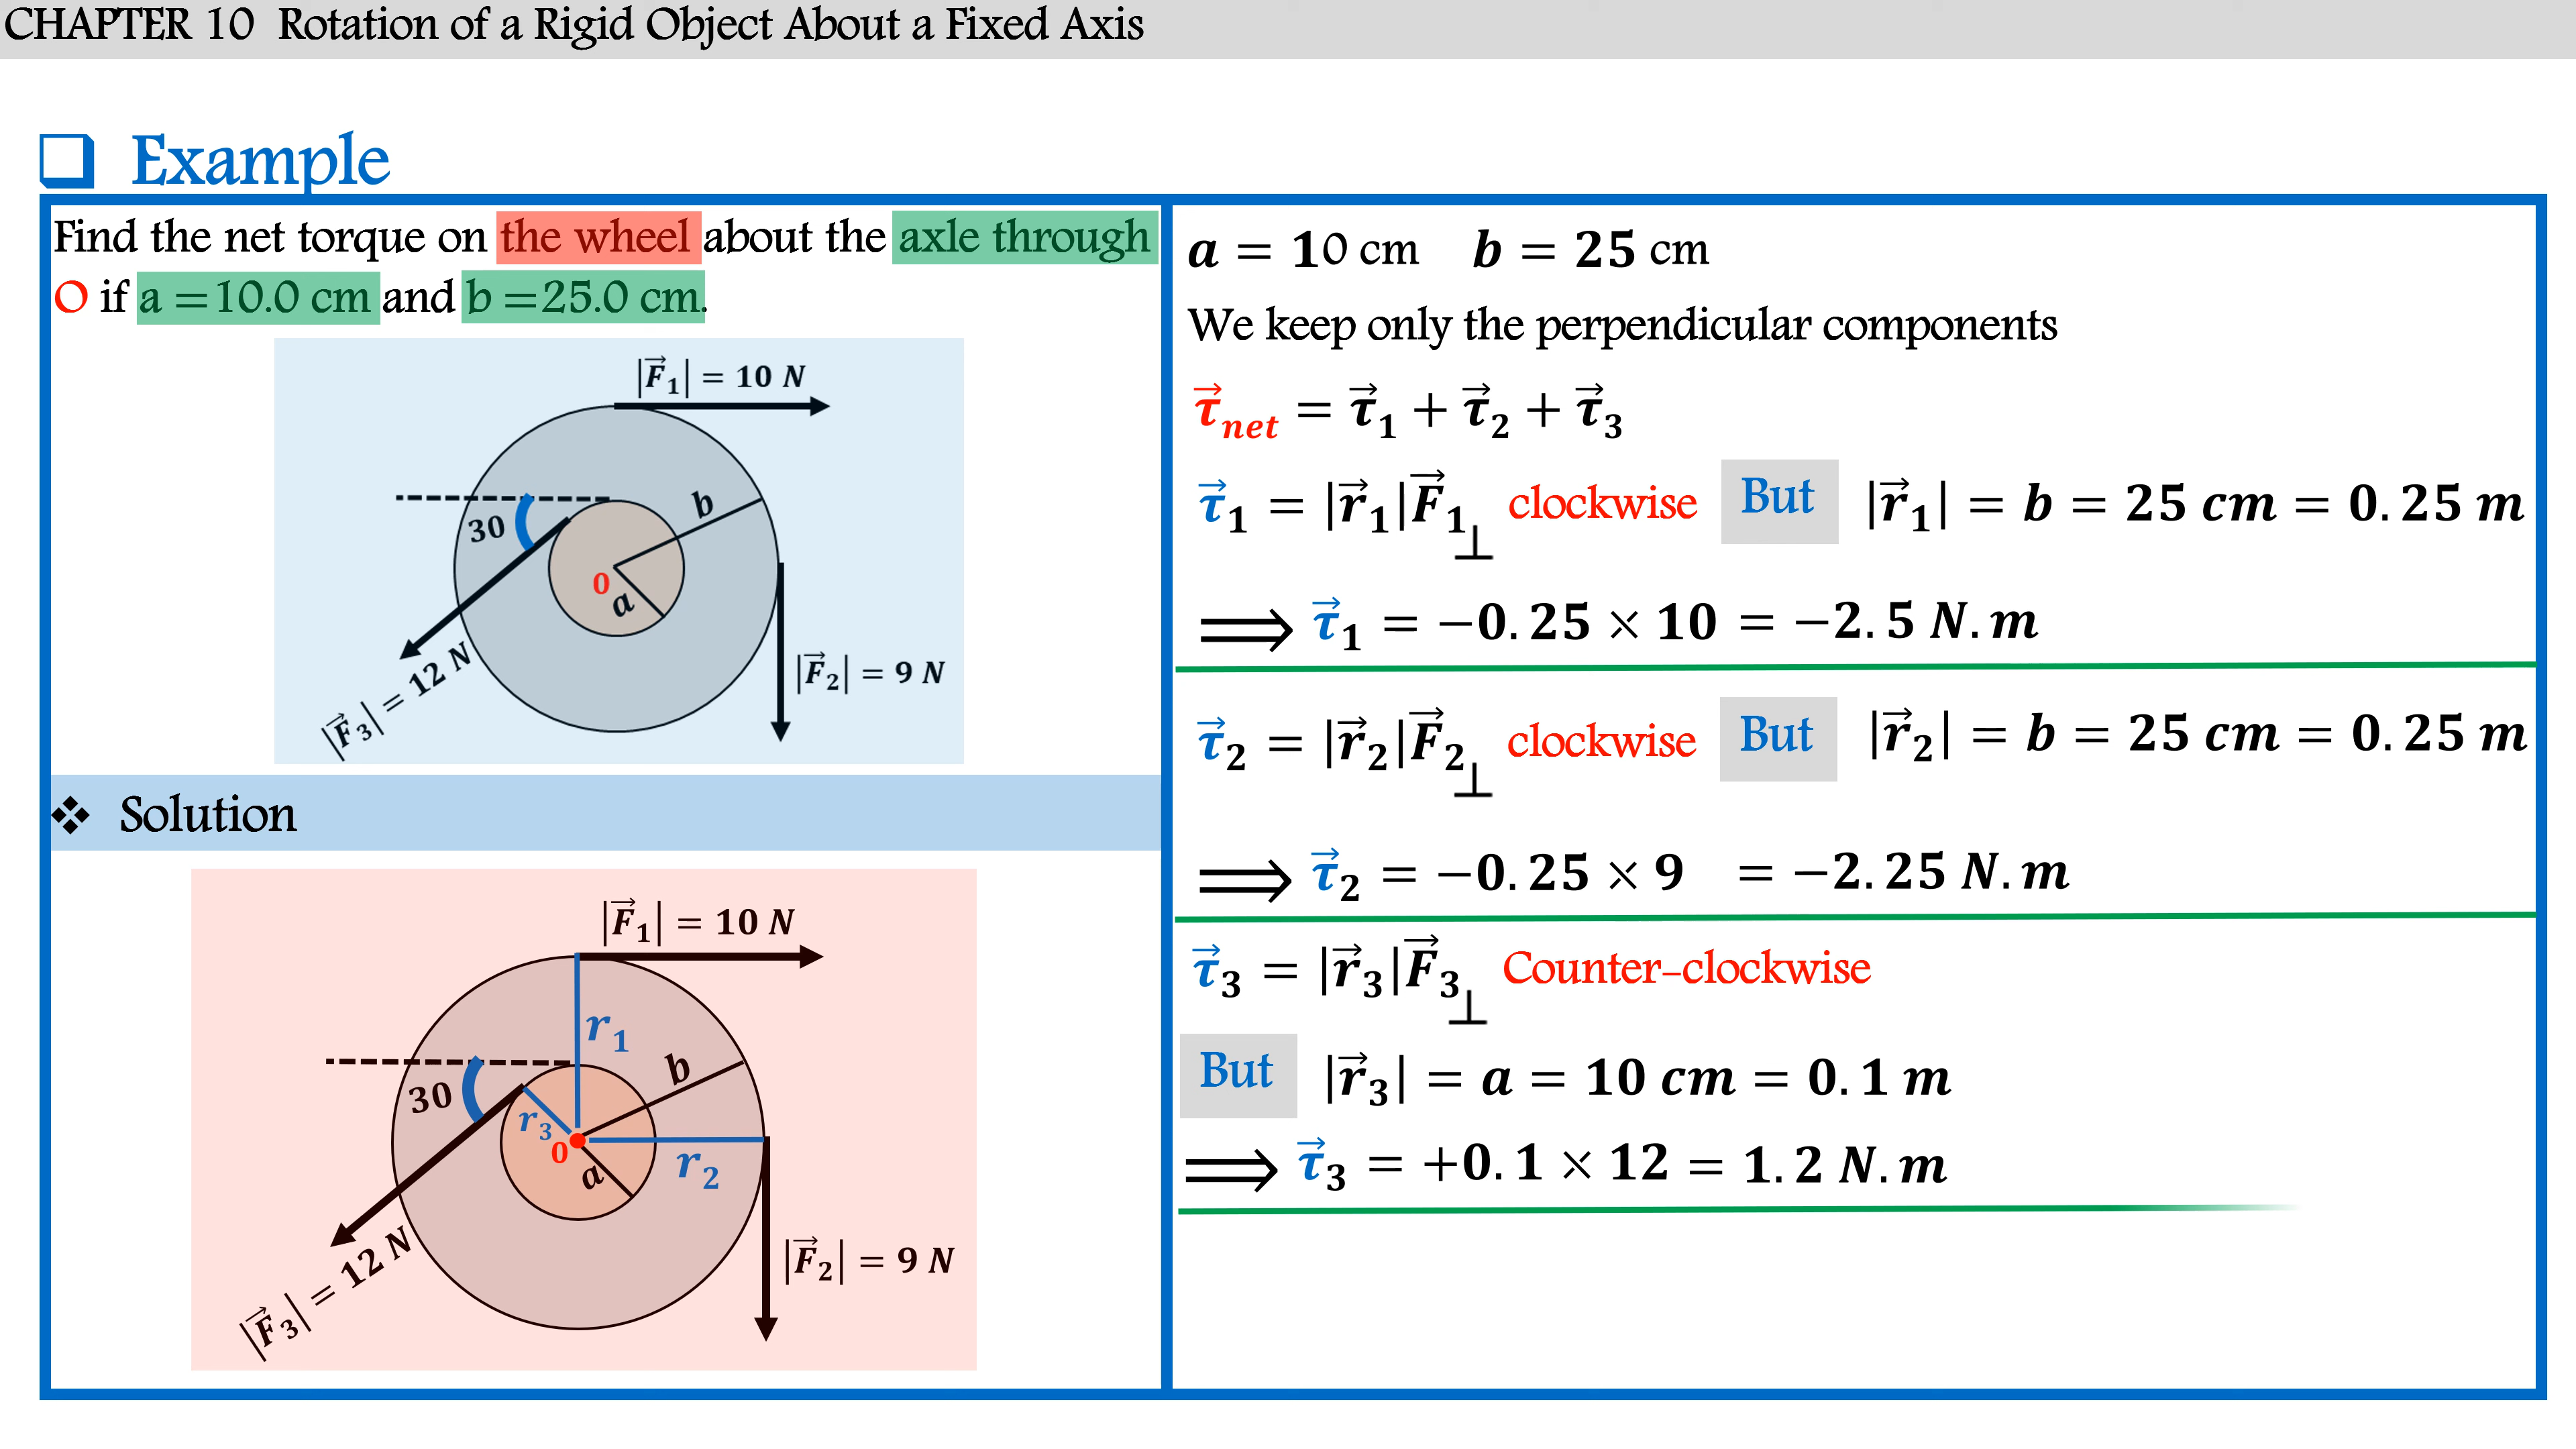 CHAPTER 10 Rotation of a Rigid Object About a Fixed Axis
❑ Example
Find the net torque on the wheel about the axle through
O if a =10.0 cm and b =25.0 cm.
|F⃗₁| = 10 N
b
30
0
a
|F⃗₂| = 9 N
|F⃗₃| = 12 N
❖ Solution
|F⃗₁| = 10 N
r₁
b
30
r₃
0
a
r₂
|F⃗₂| = 9 N
|F⃗₃| = 12 N
a = 10 cm b = 25 cm
We keep only the perpendicular components
τ⃗net = τ⃗₁ + τ⃗₂ + τ⃗₃
τ⃗₁ = |r⃗₁|F⃗₁⊥ clockwise But |r⃗₁| = b = 25 cm = 0.25 m
⟹ τ⃗₁ = −0.25 × 10 = −2.5 N.m
τ⃗₂ = |r⃗₂|F⃗₂⊥ clockwise But |r⃗₂| = b = 25 cm = 0.25 m
⟹ τ⃗₂ = −0.25 × 9 = −2.25 N.m
τ⃗₃ = |r⃗₃|F⃗₃⊥ Counter-clockwise
But |r⃗₃| = a = 10 cm = 0.1 m
⟹ τ⃗₃ = +0.1 × 12 = 1.2 N.m